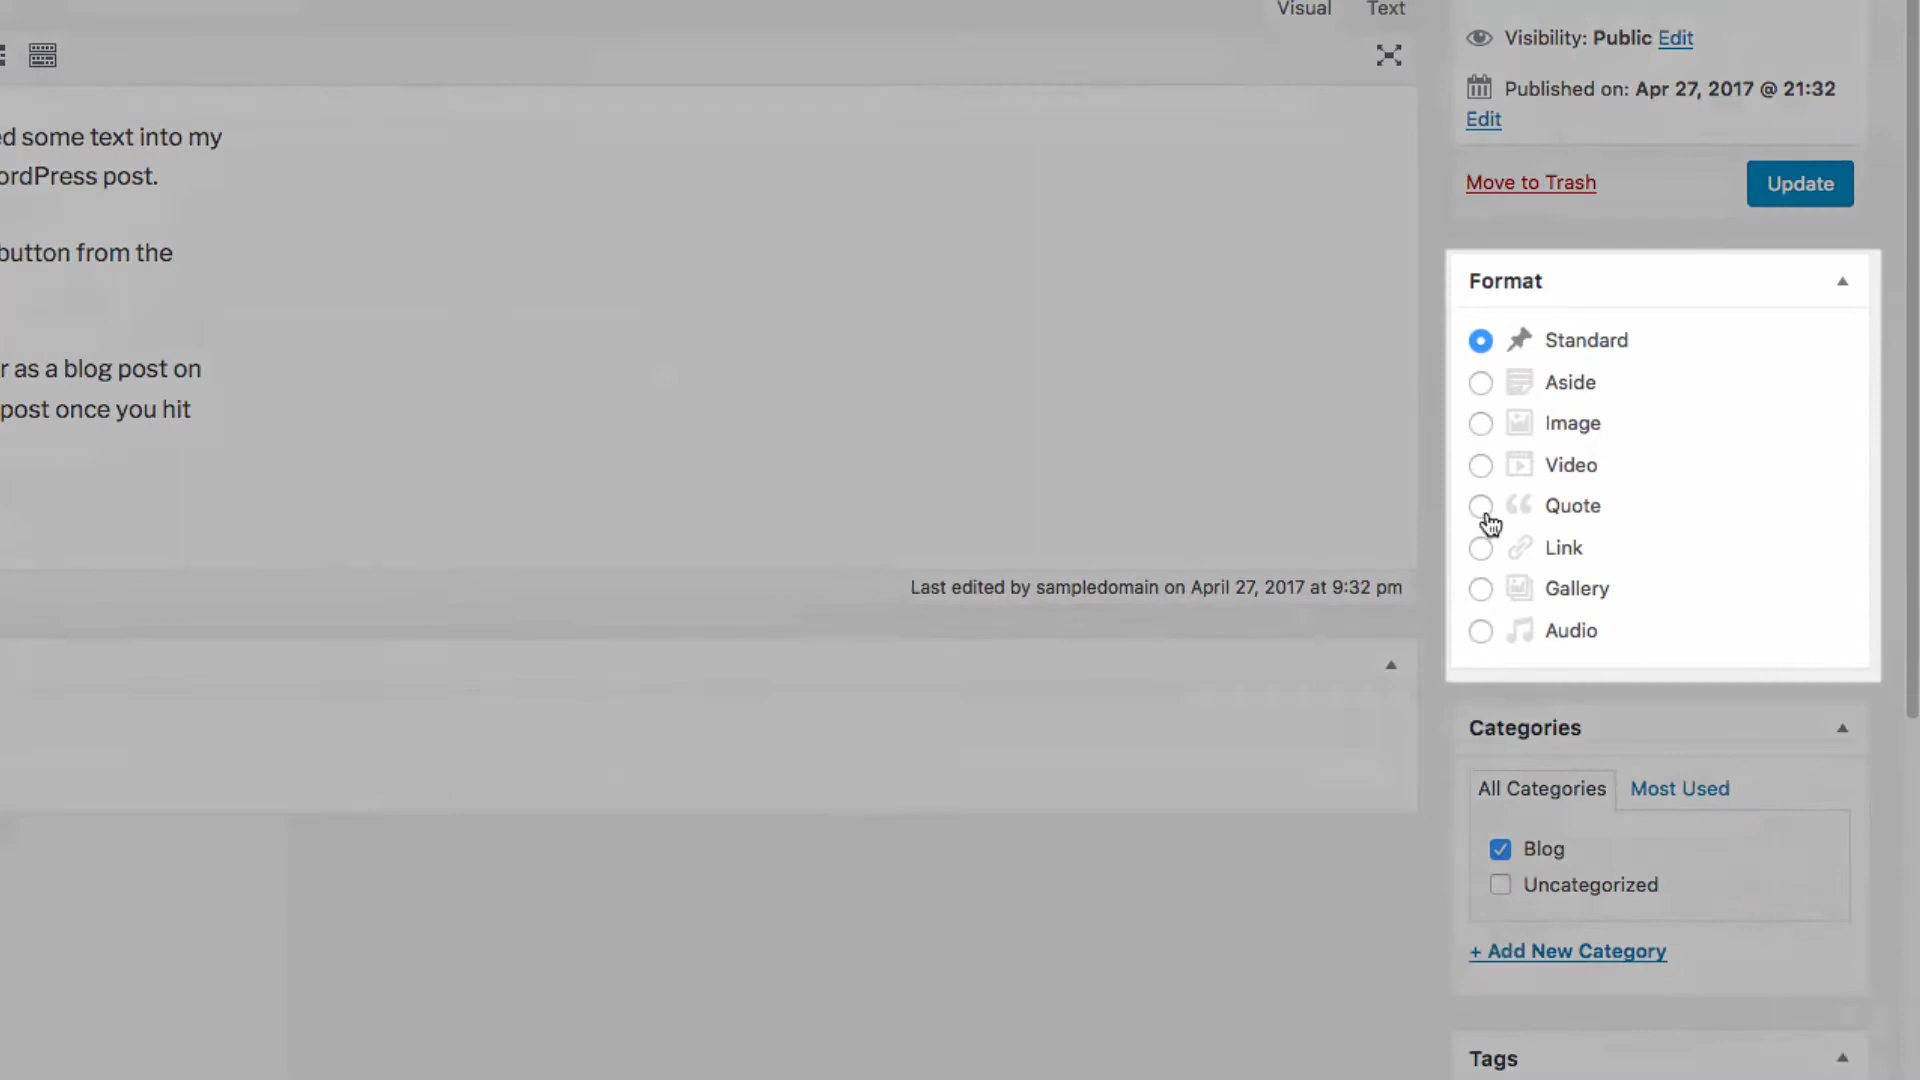 Visual Text
Visibility: Public Edit
Published on: Apr 27, 2017 @ 21:32
Edit
ed some text into my
ordPress post.
Move to Trash
Update
button from the
Format
Standard
r as a blog post on
Aside
post once you hit
Image
Video
Quote
Link
Last edited by sampledomain on April 27, 2017 at 9:32 pm
Gallery
Audio
Categories
All Categories Most Used
Blog
Uncategorized
+ Add New Category
Tags